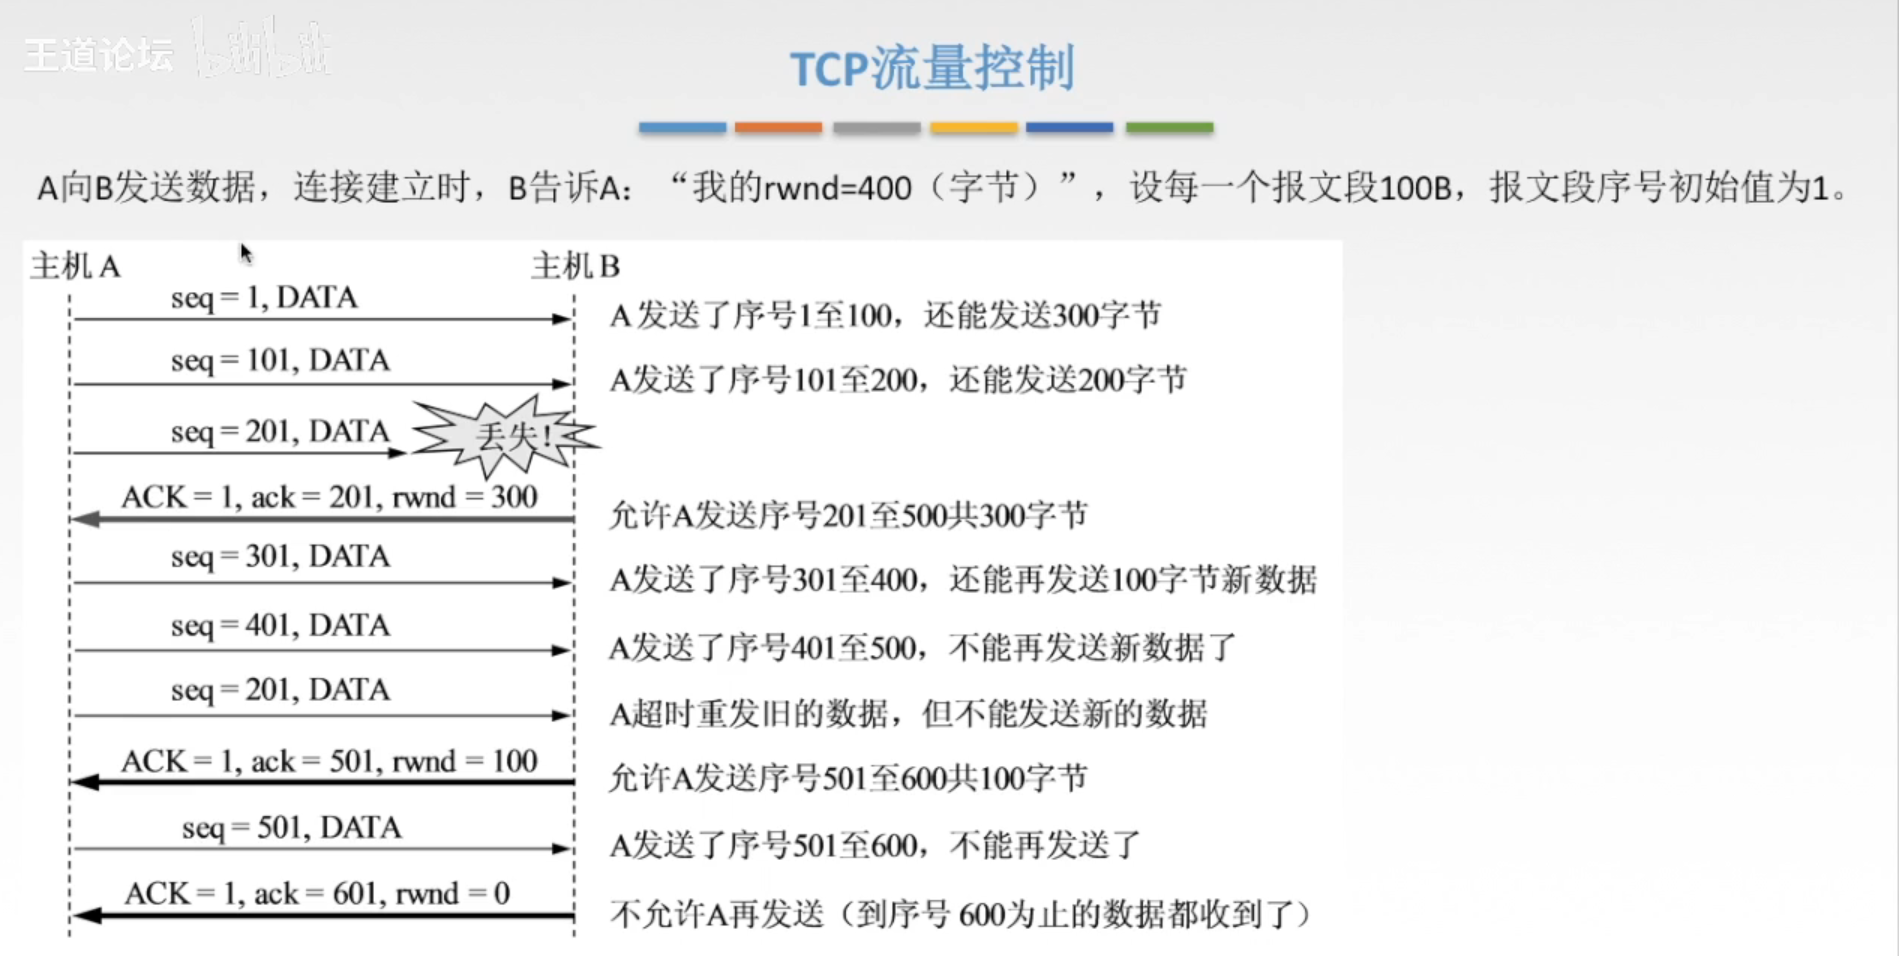 王道论坛 bilibili
TCP流量控制
A向B发送数据，连接建立时，B告诉A：“我的rwnd=400（字节）”，设每一个报文段100B，报文段序号初始值为1。
主机A 主机B
seq = 1, DATA
A发送了序号1至100，还能发送300字节
seq = 101, DATA
A发送了序号101至200，还能发送200字节
seq = 201, DATA
丢失!
ACK = 1, ack = 201, rwnd = 300
允许A发送序号201至500共300字节
seq = 301, DATA
A发送了序号301至400，还能再发送100字节新数据
seq = 401, DATA
A发送了序号401至500，不能再发送新数据了
seq = 201, DATA
A超时重发旧的数据，但不能发送新的数据
ACK = 1, ack = 501, rwnd = 100
允许A发送序号501至600共100字节
seq = 501, DATA
A发送了序号501至600，不能再发送了
ACK = 1, ack = 601, rwnd = 0
不允许A再发送（到序号 600为止的数据都收到了）